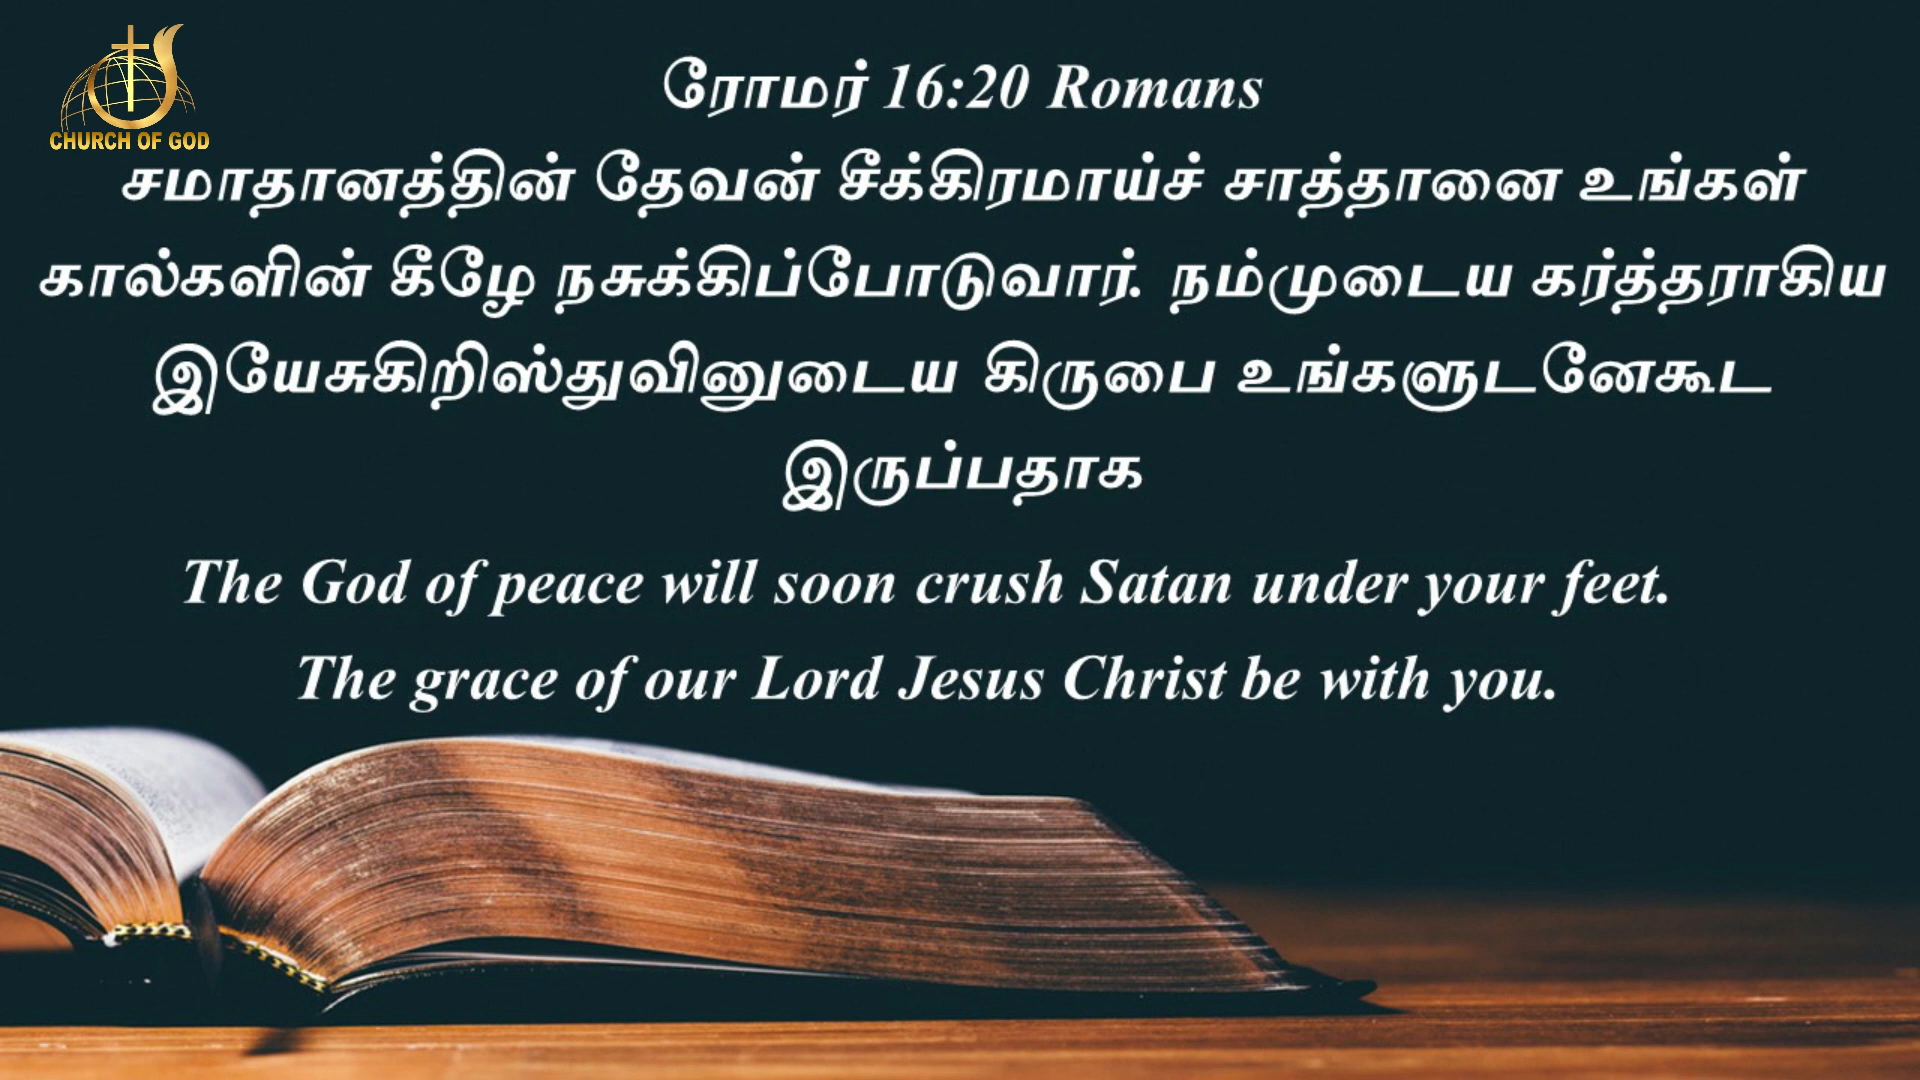 CHURCH OF GOD
ரோமர் 16:20 Romans
சமாதானத்தின் தேவன் சீக்கிரமாய்ச் சாத்தானை உங்கள்
கால்களின் கீழே நசுக்கிப்போடுவார். நம்முடைய கர்த்தராகிய
இயேசுகிறிஸ்துவினுடைய கிருபை உங்களுடனேகூட
இருப்பதாக
The God of peace will soon crush Satan under your feet.
The grace of our Lord Jesus Christ be with you.